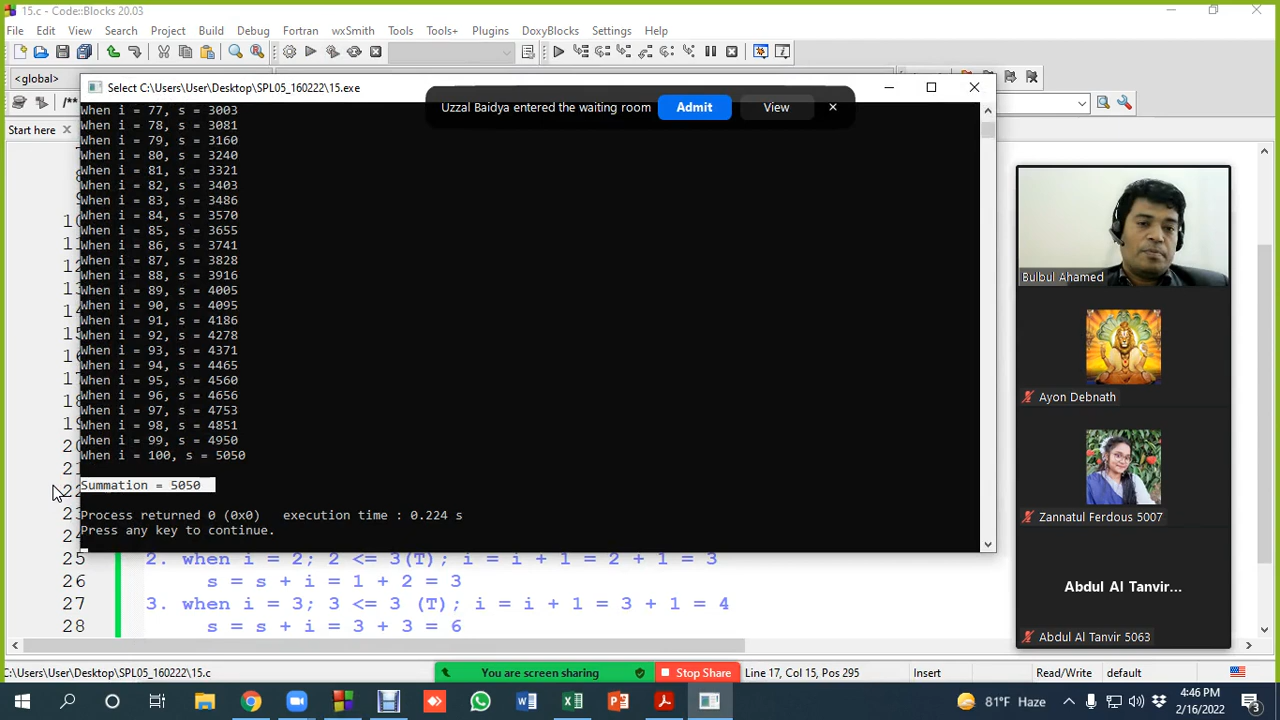 15.c - Code::Blocks 20.03
File Edit View Search Project Build Debug Fortran wxSmith Tools Tools+ Plugins DoxyBlocks Settings Help
<global>
/**
Start here
Select C:\Users\User\Desktop\SPL05_160222\15.exe
Uzzal Baidya entered the waiting room Admit View
When i = 77, s = 3003
When i = 78, s = 3081
When i = 79, s = 3160
When i = 80, s = 3240
When i = 81, s = 3321
When i = 82, s = 3403
When i = 83, s = 3486
When i = 84, s = 3570
When i = 85, s = 3655
When i = 86, s = 3741
When i = 87, s = 3828
When i = 88, s = 3916
When i = 89, s = 4005
When i = 90, s = 4095
When i = 91, s = 4186
When i = 92, s = 4278
When i = 93, s = 4371
When i = 94, s = 4465
When i = 95, s = 4560
When i = 96, s = 4656
When i = 97, s = 4753
When i = 98, s = 4851
When i = 99, s = 4950
When i = 100, s = 5050
Summation = 5050
Process returned 0 (0x0) execution time : 0.224 s
Press any key to continue.
25 2. when i = 2; 2 <= 3(T); i = i + 1 = 2 + 1 = 3
26 s = s + i = 1 + 2 = 3
27 3. when i = 3; 3 <= 3 (T); i = i + 1 = 3 + 1 = 4
28 s = s + i = 3 + 3 = 6
Bulbul Ahamed
Ayon Debnath
Zannatul Ferdous 5007
Abdul Al Tanvir...
Abdul Al Tanvir 5063
C:\Users\User\Desktop\SPL05_160222\15.c
You are screen sharing Stop Share
Line 17, Col 15, Pos 295 Insert Read/Write default
81°F Haze
4:46 PM
2/16/2022
3